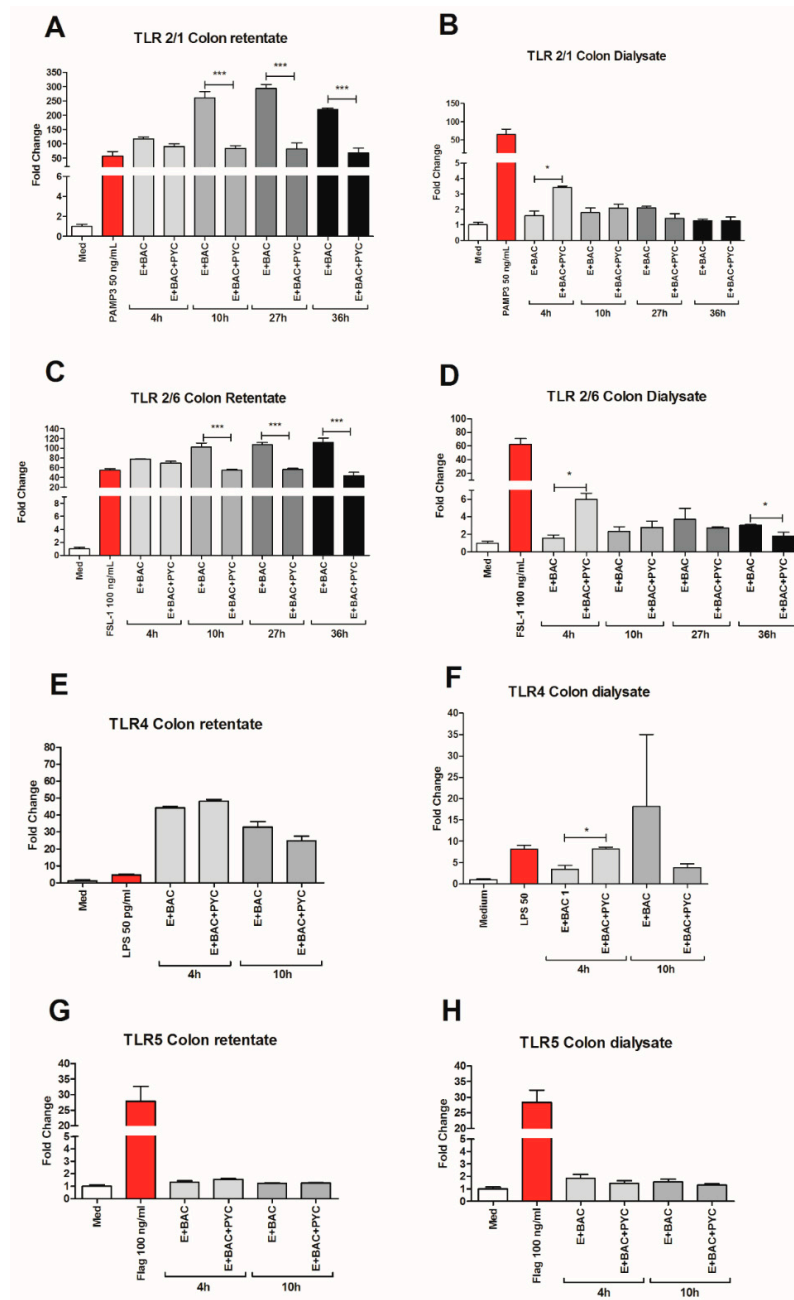 A
TLR 2/1 Colon retentate
***
***
***
Fold Change
350
300
250
200
150
100
50
6
4
2
0
Med
PAMP3 50 ng/mL
E+BAC
E+BAC+PYC
E+BAC
E+BAC+PYC
E+BAC
E+BAC+PYC
E+BAC
E+BAC+PYC
4h
10h
27h
36h
B
TLR 2/1 Colon Dialysate
*
Fold Change
150
100
50
6
4
3
2
1
0
Med
PAMP3 50 ng/mL
E+BAC
E+BAC+PYC
E+BAC
E+BAC+PYC
E+BAC
E+BAC+PYC
E+BAC
E+BAC+PYC
4h
10h
27h
36h
C
TLR 2/6 Colon Retentate
***
***
***
Fold Change
140
120
100
80
60
40
20
8
6
4
2
0
Med
FSL-1 100 ng/mL
E+BAC
E+BAC+PYC
E+BAC
E+BAC+PYC
E+BAC
E+BAC+PYC
E+BAC
E+BAC+PYC
4h
10h
27h
36h
D
TLR 2/6 Colon Dialysate
*
*
Fold Change
100
80
60
40
20
6
4
2
0
Med
FSL-1 100 ng/mL
E+BAC
E+BAC+PYC
E+BAC
E+BAC+PYC
E+BAC
E+BAC+PYC
E+BAC
E+BAC+PYC
4h
10h
27h
36h
E
TLR4 Colon retentate
Fold Change
80
70
60
50
40
30
20
10
0
Med
LPS 50 pg/ml
E+BAC
E+BAC+PYC
E+BAC
E+BAC+PYC
4h
10h
F
TLR4 Colon dialysate
*
Fold Change
40
35
30
25
20
15
10
5
0
Medium
LPS 50
E+BAC 1
E+BAC+PYC
E+BAC
E+BAC+PYC
4h
10h
G
TLR5 Colon retentate
Fold Change
40
35
30
25
20
5
4
3
2
1
0
Med
Flag 100 ng/ml
E+BAC
E+BAC+PYC
E+BAC
E+BAC+PYC
4h
10h
H
TLR5 Colon dialysate
Fold Change
40
35
30
25
20
5
4
3
2
1
0
Med
Flag 100 ng/ml
E+BAC
E+BAC+PYC
E+BAC
E+BAC+PYC
4h
10h